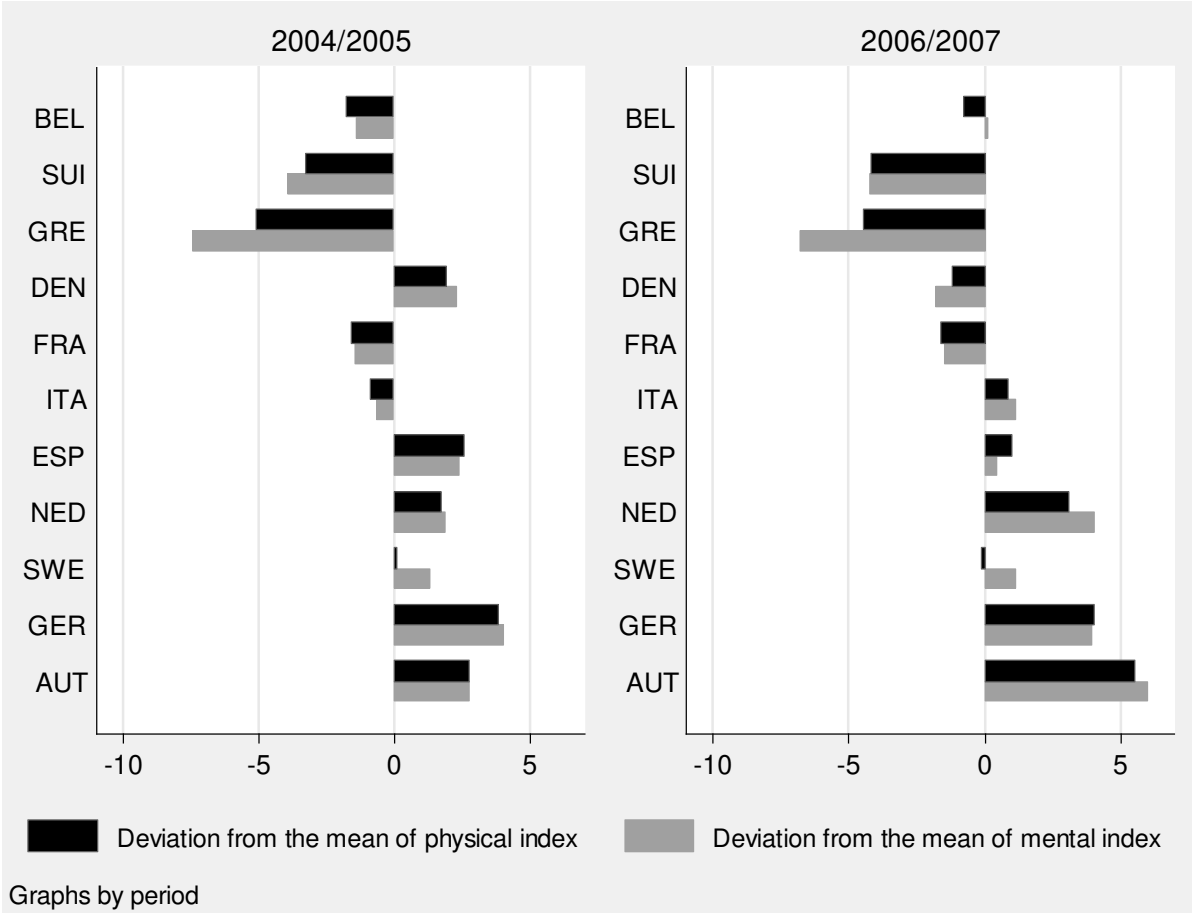 2004/2005
BEL
SUI
GRE
DEN
FRA
ITA
ESP
NED
SWE
GER
AUT
-10 -5 0 5
2006/2007
BEL
SUI
GRE
DEN
FRA
ITA
ESP
NED
SWE
GER
AUT
-10 -5 0 5
Deviation from the mean of physical index
Deviation from the mean of mental index
Graphs by period